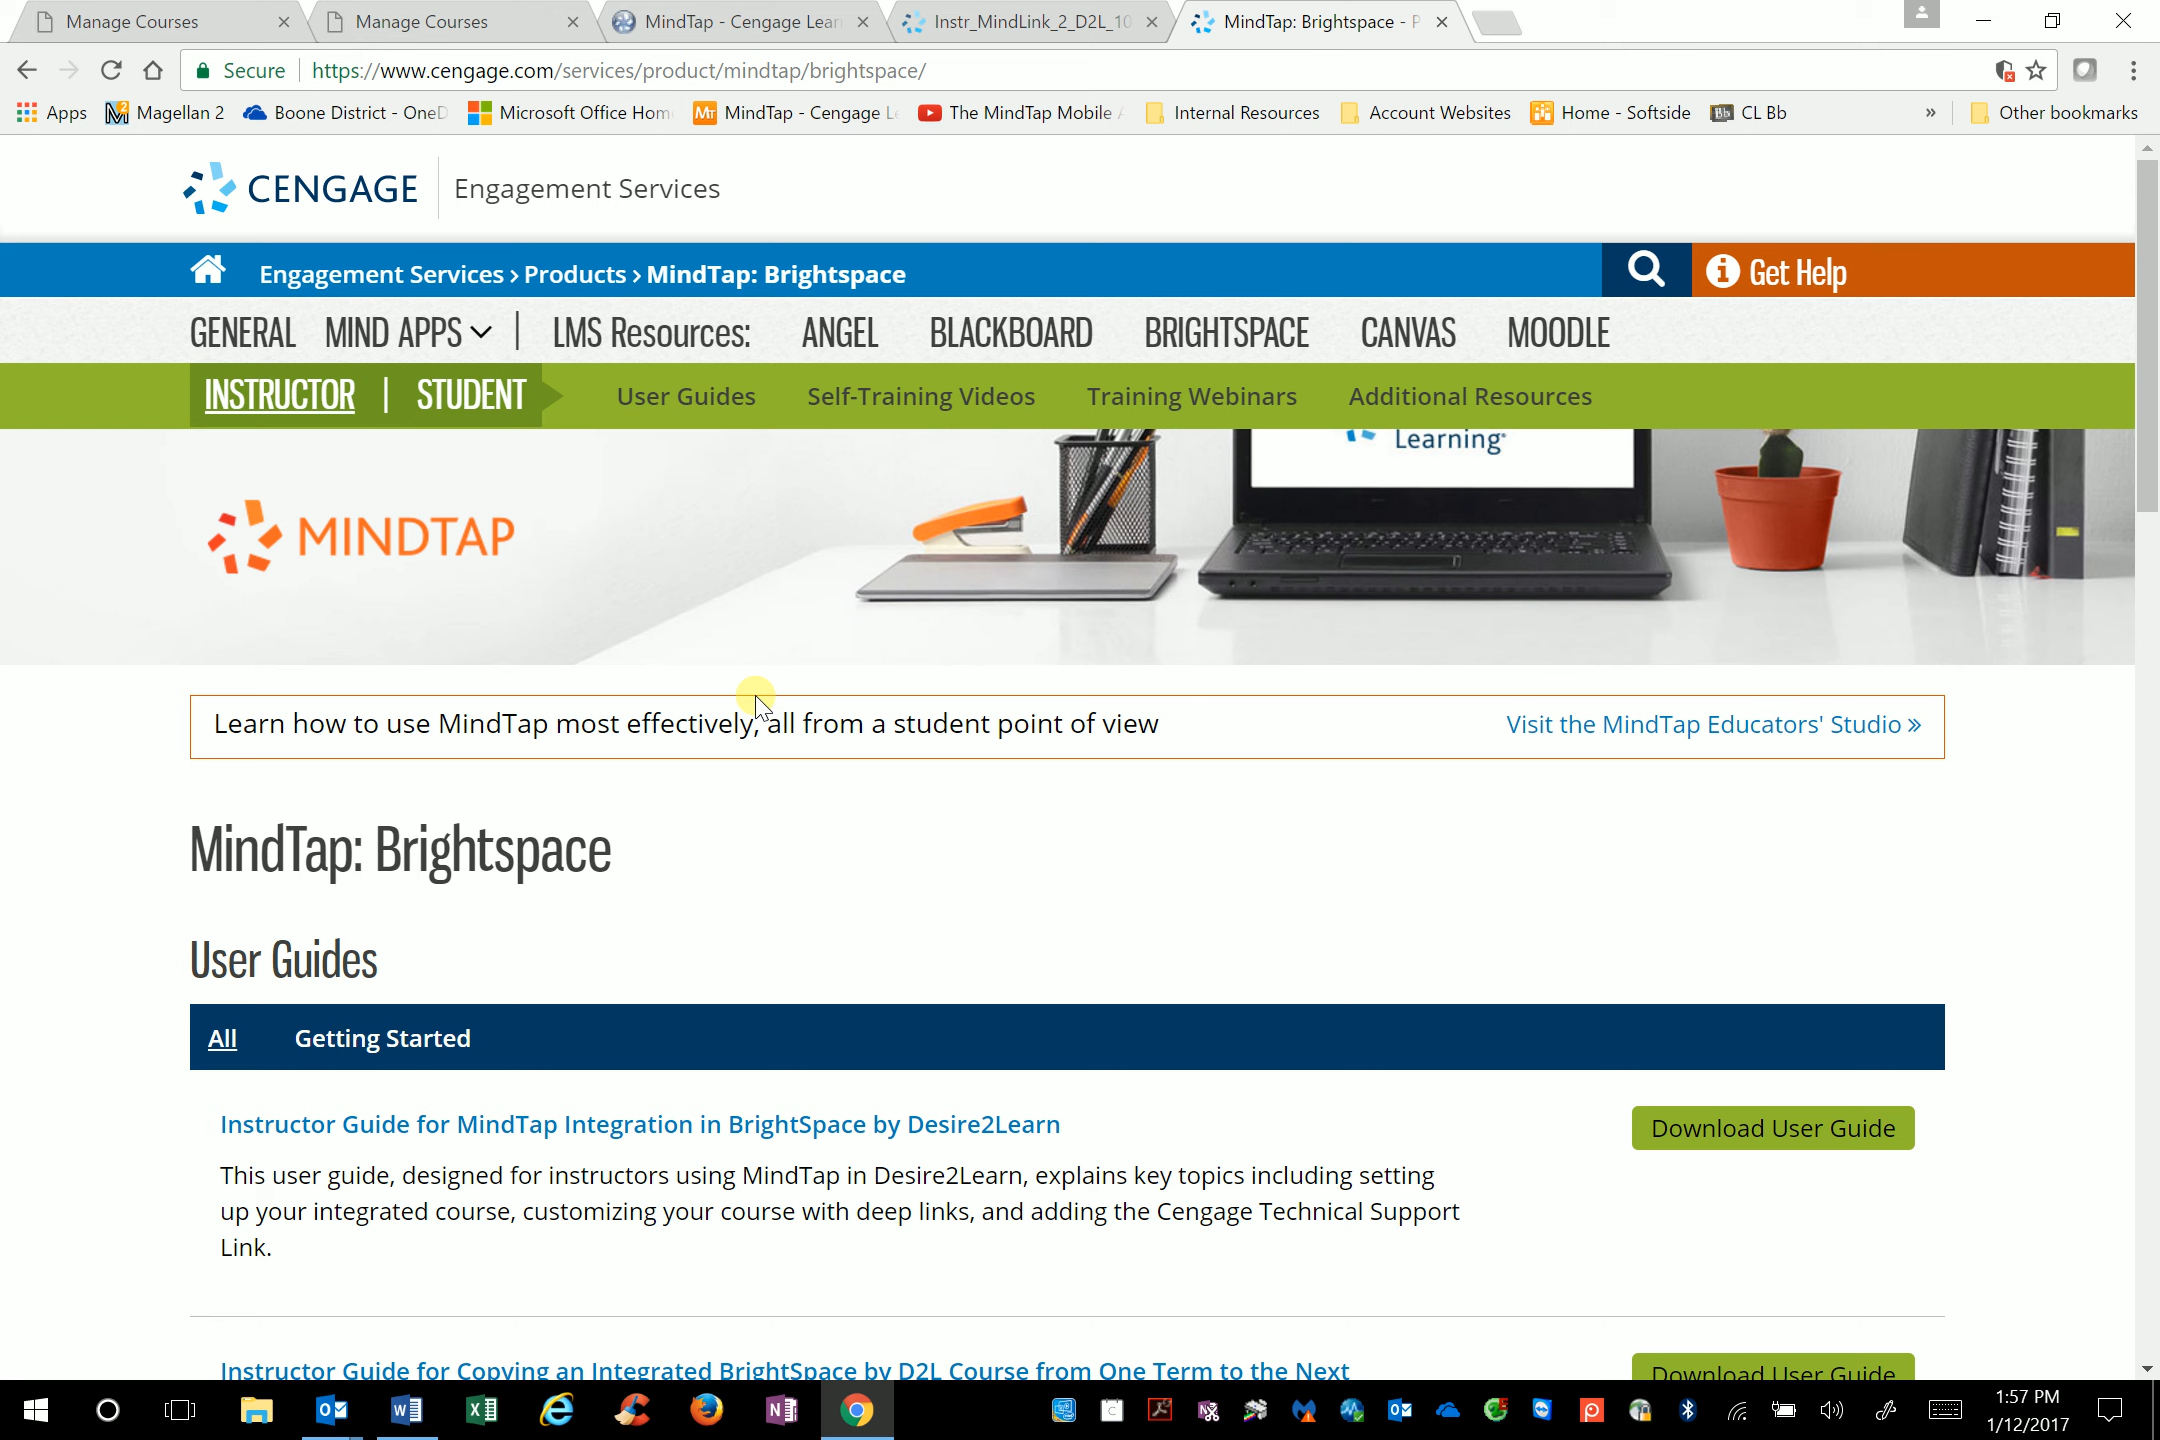 Manage Courses
Manage Courses
MindTap - Cengage Lear
Instr_MindLink_2_D2L_10
MindTap: Brightspace - P
Secure
https://www.cengage.com/services/product/mindtap/brightspace/
Apps
Magellan 2
Boone District - OneD
Microsoft Office Hom
MindTap - Cengage L
The MindTap Mobile
Internal Resources
Account Websites
Home - Softside
CL Bb
»
Other bookmarks
CENGAGE
Engagement Services
Engagement Services › Products › MindTap: Brightspace
Get Help
GENERAL MIND APPS | LMS Resources: ANGEL BLACKBOARD BRIGHTSPACE CANVAS MOODLE
INSTRUCTOR | STUDENT User Guides Self-Training Videos Training Webinars Additional Resources
Learning
MINDTAP
Learn how to use MindTap most effectively, all from a student point of view
Visit the MindTap Educators' Studio »
MindTap: Brightspace
User Guides
All Getting Started
Instructor Guide for MindTap Integration in BrightSpace by Desire2Learn
Download User Guide
This user guide, designed for instructors using MindTap in Desire2Learn, explains key topics including setting
up your integrated course, customizing your course with deep links, and adding the Cengage Technical Support
Link.
Instructor Guide for Copying an Integrated BrightSpace by D2L Course from One Term to the Next
Download User Guide
1:57 PM
1/12/2017